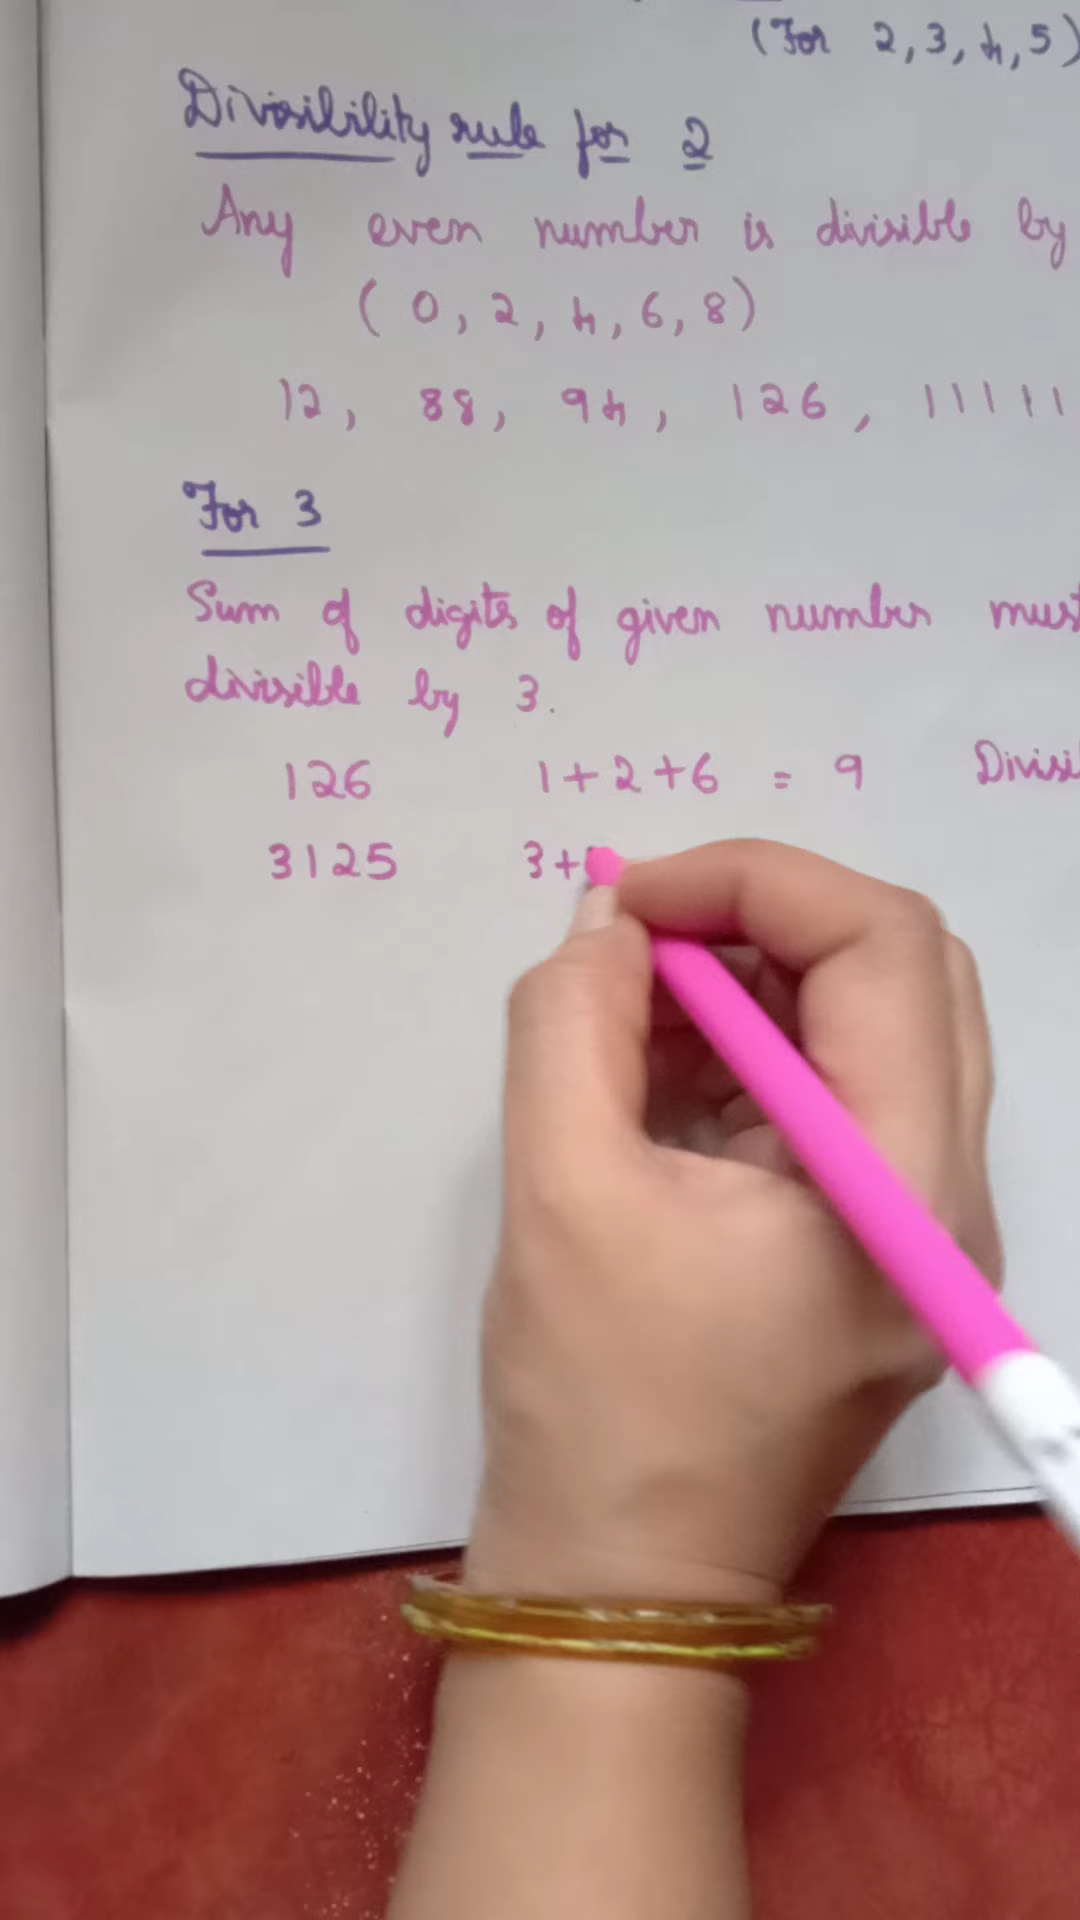 (For 2, 3, 4, 5)
Divisibility rule for 2
Any even number is divisible by
( 0, 2, 4, 6, 8)
12, 88, 94, 126, 11111
For 3
Sum of digits of given number must
divisible by 3.
126 1+2+6 = 9 Divisi
3125 3+